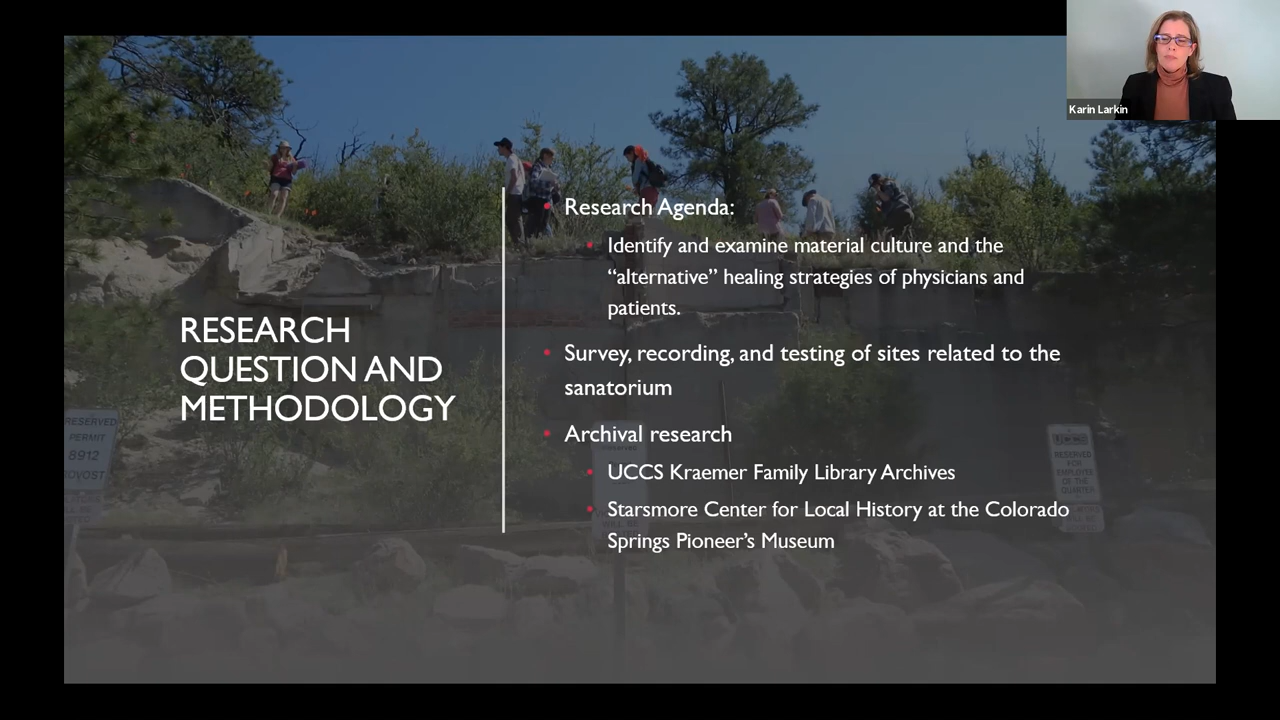 Karin Larkin
RESEARCH
QUESTION AND
METHODOLOGY
Research Agenda:
Identify and examine material culture and the
“alternative” healing strategies of physicians and
patients.
Survey, recording, and testing of sites related to the
sanatorium
Archival research
UCCS Kraemer Family Library Archives
Starsmore Center for Local History at the Colorado
Springs Pioneer’s Museum
RESERVED
PERMIT
8912
RESERVED
FOR
EMPLOYEE
OF THE
QUARTER